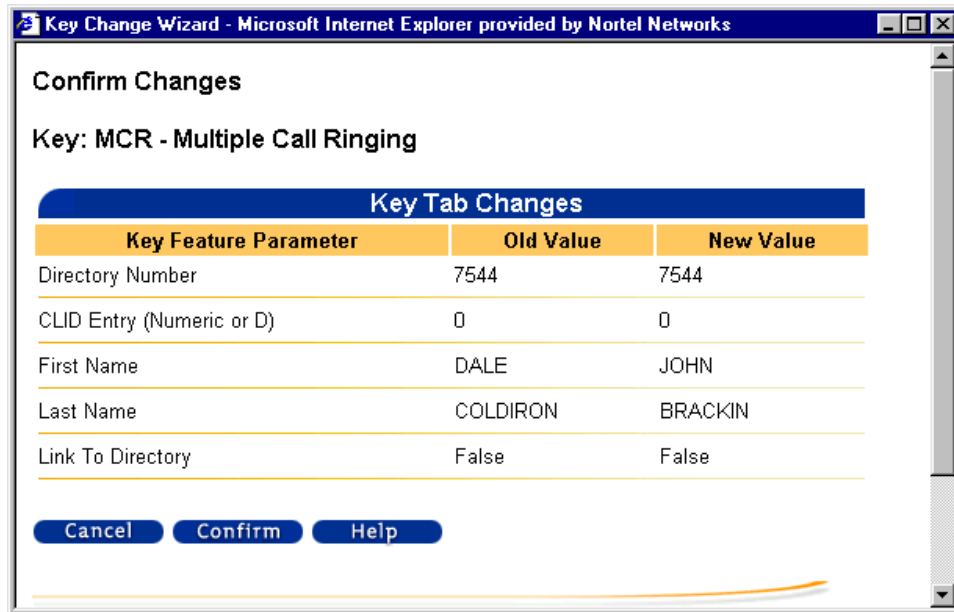 Key Change Wizard - Microsoft Internet Explorer provided by Nortel Networks
Confirm Changes
Key: MCR - Multiple Call Ringing
Key Tab Changes
Key Feature Parameter Old Value New Value
Directory Number 7544 7544
CLID Entry (Numeric or D) 0 0
First Name DALE JOHN
Last Name COLDIRON BRACKIN
Link To Directory False False
Cancel Confirm Help